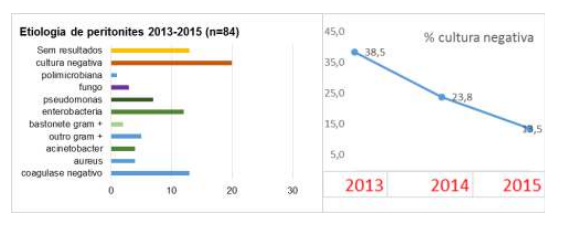 Etiologia de peritonites 2013-2015 (n=84)
Sem resultados
cultura negativa
polimicrobiana
fungo
pseudomonas
enterobacteria
bastonete gram +
outro gram +
acinetobacter
aureus
coagulase negativo
0 10 20 30
% cultura negativa
45,0
35,0
25,0
15,0
5,0
38,5
23,8
13,5
2013 2014 2015